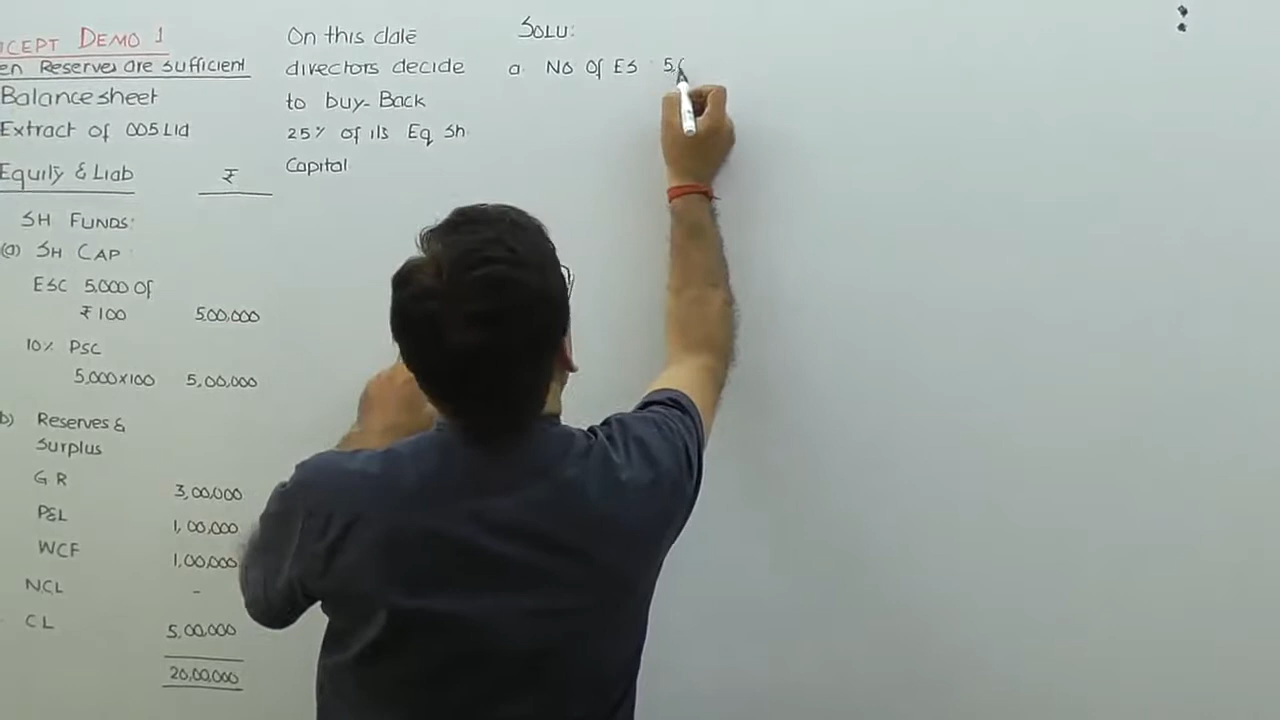 CEPT DEMO 1
en Reserves are sufficient
Balance sheet
Extract of OOS Ltd
Equity & Liab ₹
SH FUNDS:
(a) SH CAP
ESC 5,000 Of
₹ 100 5,00,000
10% PSC
5,000x100 5,00,000
b) Reserves &
Surplus
G R 3,00,000
P&L 1,00,000
WCF 1,00,000
NCL -
CL 5,00,000
20,00,000
On this date
directors decide
to buy-Back
25% of its Eq Sh
Capital
SOLU:
a No Of ES 5,0